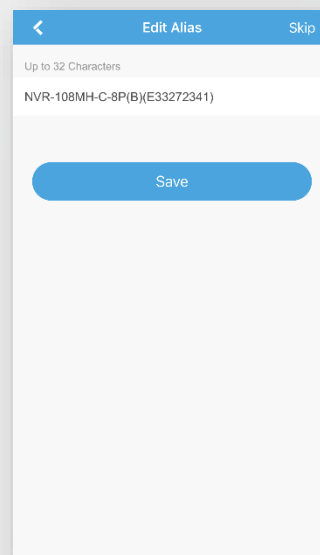 Edit Alias Skip
Up to 32 Characters
NVR-108MH-C-8P(B)(E33272341)
Save